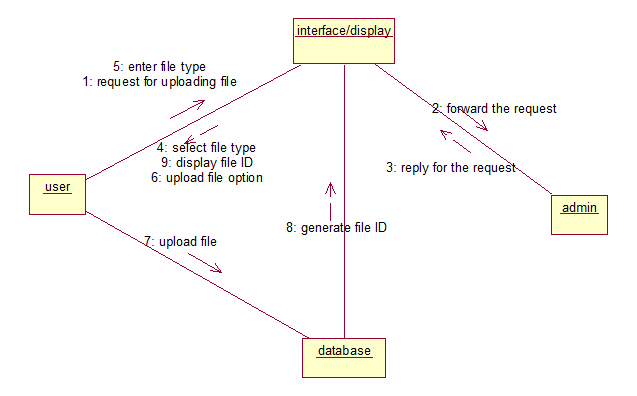 interface/display
5: enter file type
1: request for uploading file
2: forward the request
4: select file type
9: display file ID
6: upload file option
3: reply for the request
user
admin
8: generate file ID
7: upload file
database